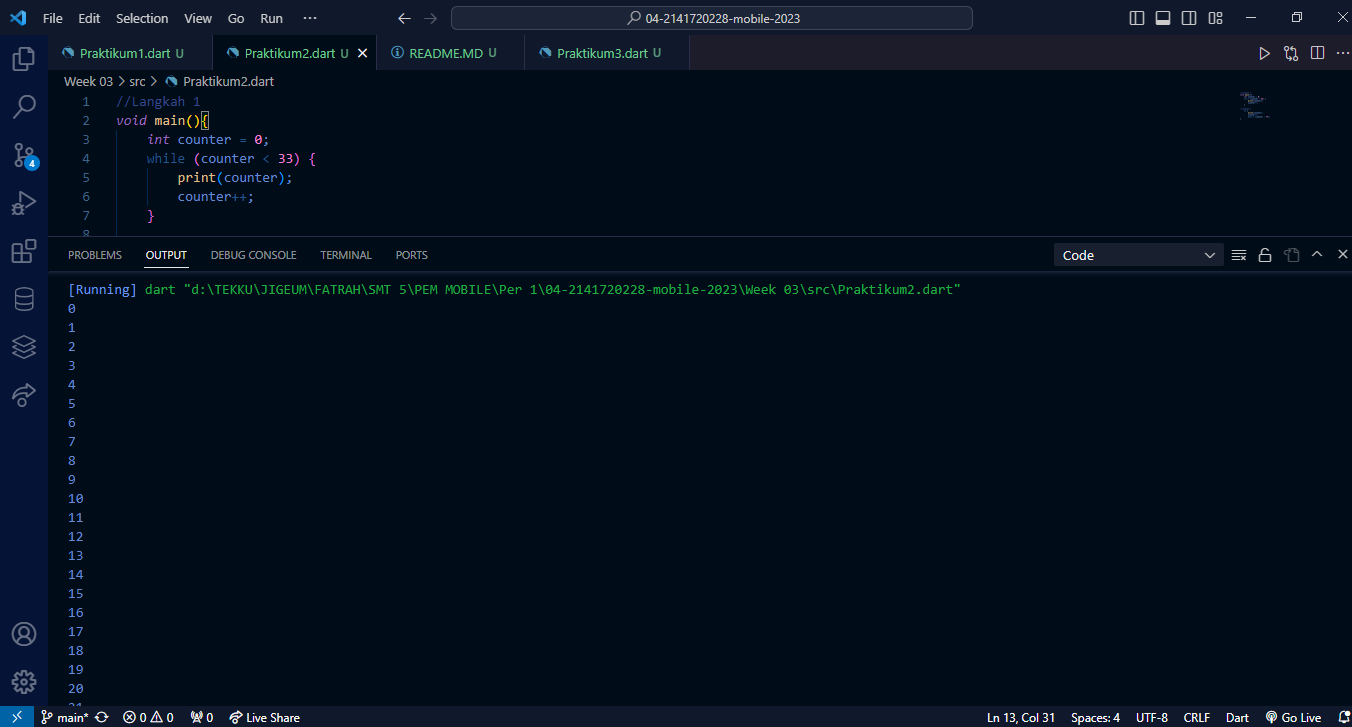 File Edit Selection View Go Run ··· 04-2141720228-mobile-2023
Praktikum1.dart U Praktikum2.dart U README.MD U Praktikum3.dart U
Week 03 > src > Praktikum2.dart
1 //Langkah 1
2 void main(){
3 int counter = 0;
4 while (counter < 33) {
5 print(counter);
6 counter++;
7 }
8
4
PROBLEMS OUTPUT DEBUG CONSOLE TERMINAL PORTS Code
[Running] dart "d:\TEKKU\JIGEUM\FATRAH\SMT 5\PEM MOBILE\Per 1\04-2141720228-mobile-2023\Week 03\src\Praktikum2.dart"
0
1
2
3
4
5
6
7
8
9
10
11
12
13
14
15
16
17
18
19
20
21
main* 0 0 0 Live Share Ln 13, Col 31 Spaces: 4 UTF-8 CRLF Dart Go Live